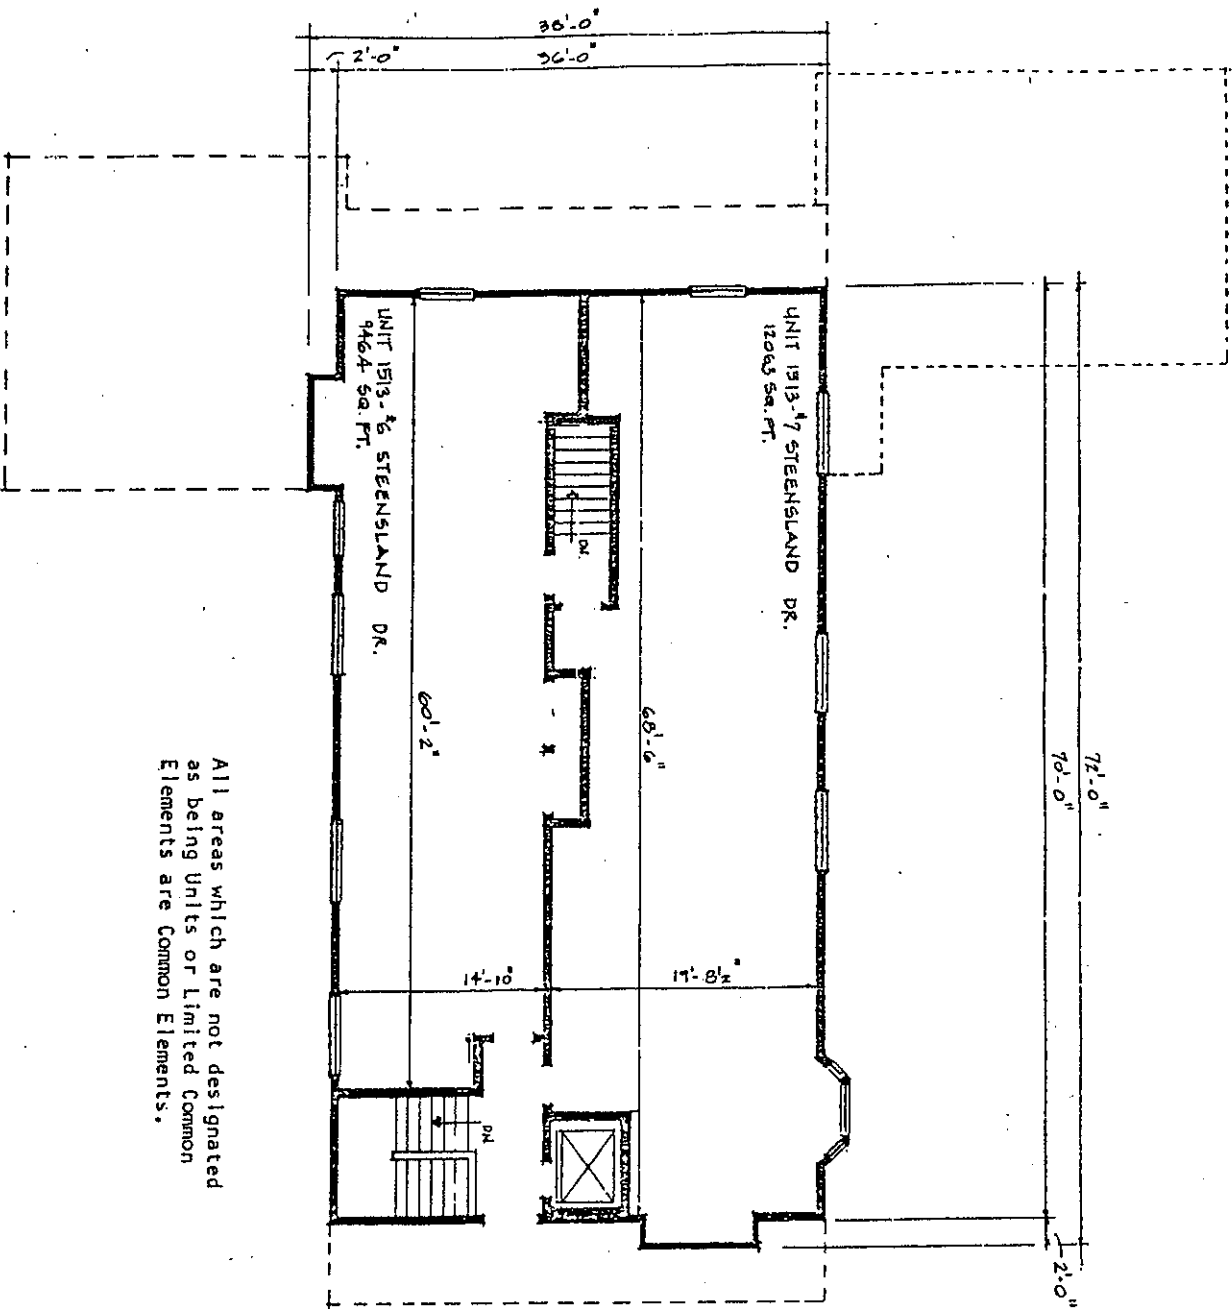 38'-0"
2'-0"
36'-0"
UNIT 1513-#7 STEENSLAND DR.
1206.3 SQ. FT.
UNIT 1513-#6 STEENSLAND DR.
946.4 SQ. FT.
DN.
60'-2"
68'-6"
72'-0"
70'-0"
14'-10"
19'-8½"
DN.
2'-0"
All areas which are not designated
as being Units or Limited Common
Elements are Common Elements.